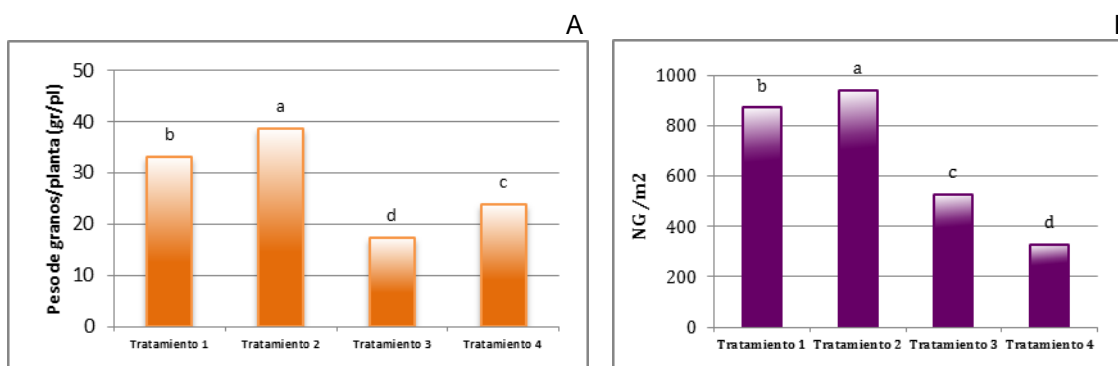 A
Peso de granos/planta (gr/pl)
50
40
30
20
10
0
b
a
d
c
Tratamiento 1 Tratamiento 2 Tratamiento 3 Tratamiento 4
NG /m2
1000
800
600
400
200
0
b
a
c
d
Tratamiento 1 Tratamiento 2 Tratamiento 3 Tratamiento 4